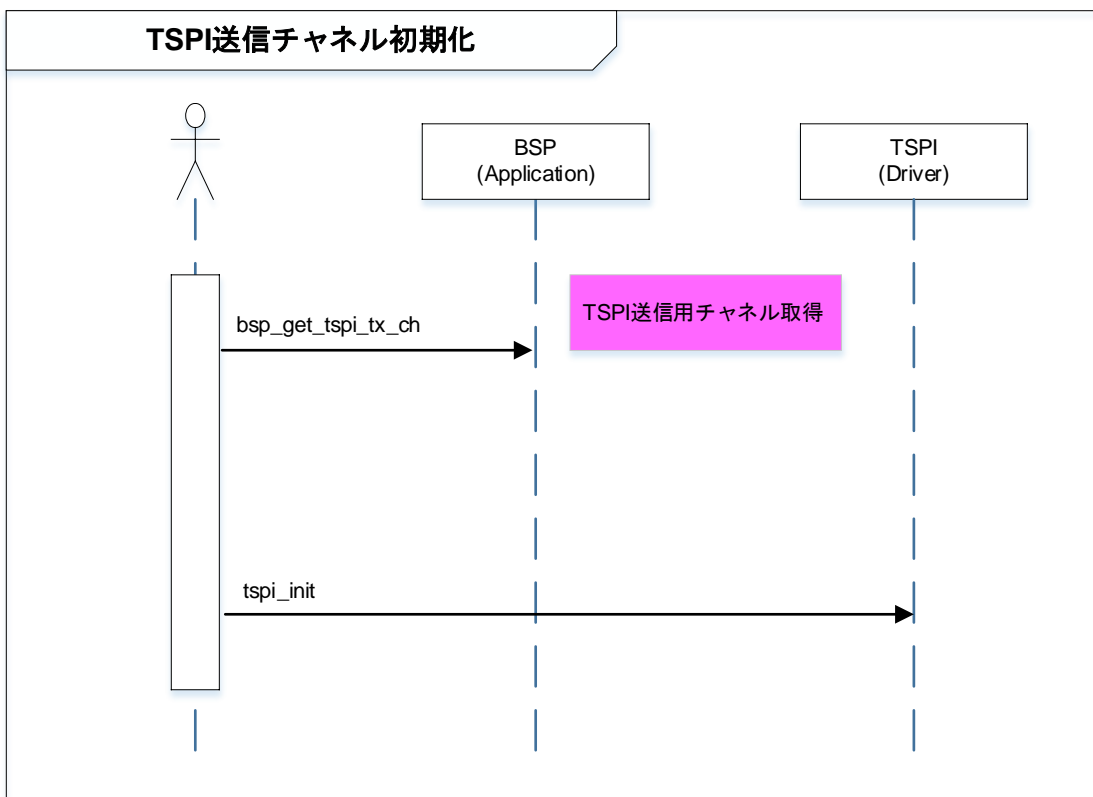 TSPI送信チャネル初期化
BSP
(Application)
TSPI
(Driver)
TSPI送信用チャネル取得
bsp_get_tspi_tx_ch
tspi_init